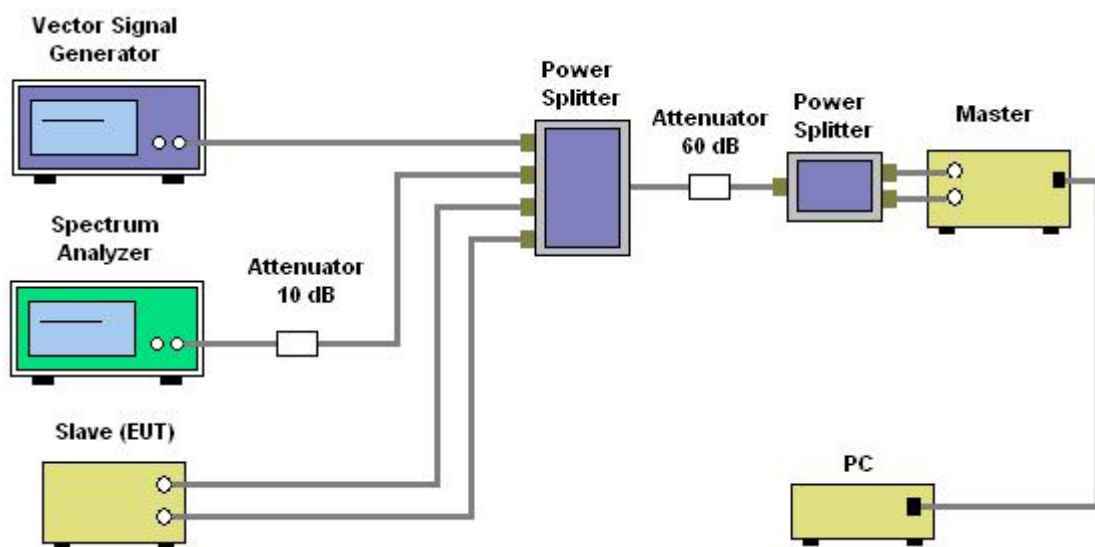 Vector Signal
Generator
Power
Splitter
Attenuator
60 dB
Power
Splitter
Master
Spectrum
Analyzer
Attenuator
10 dB
Slave (EUT)
PC